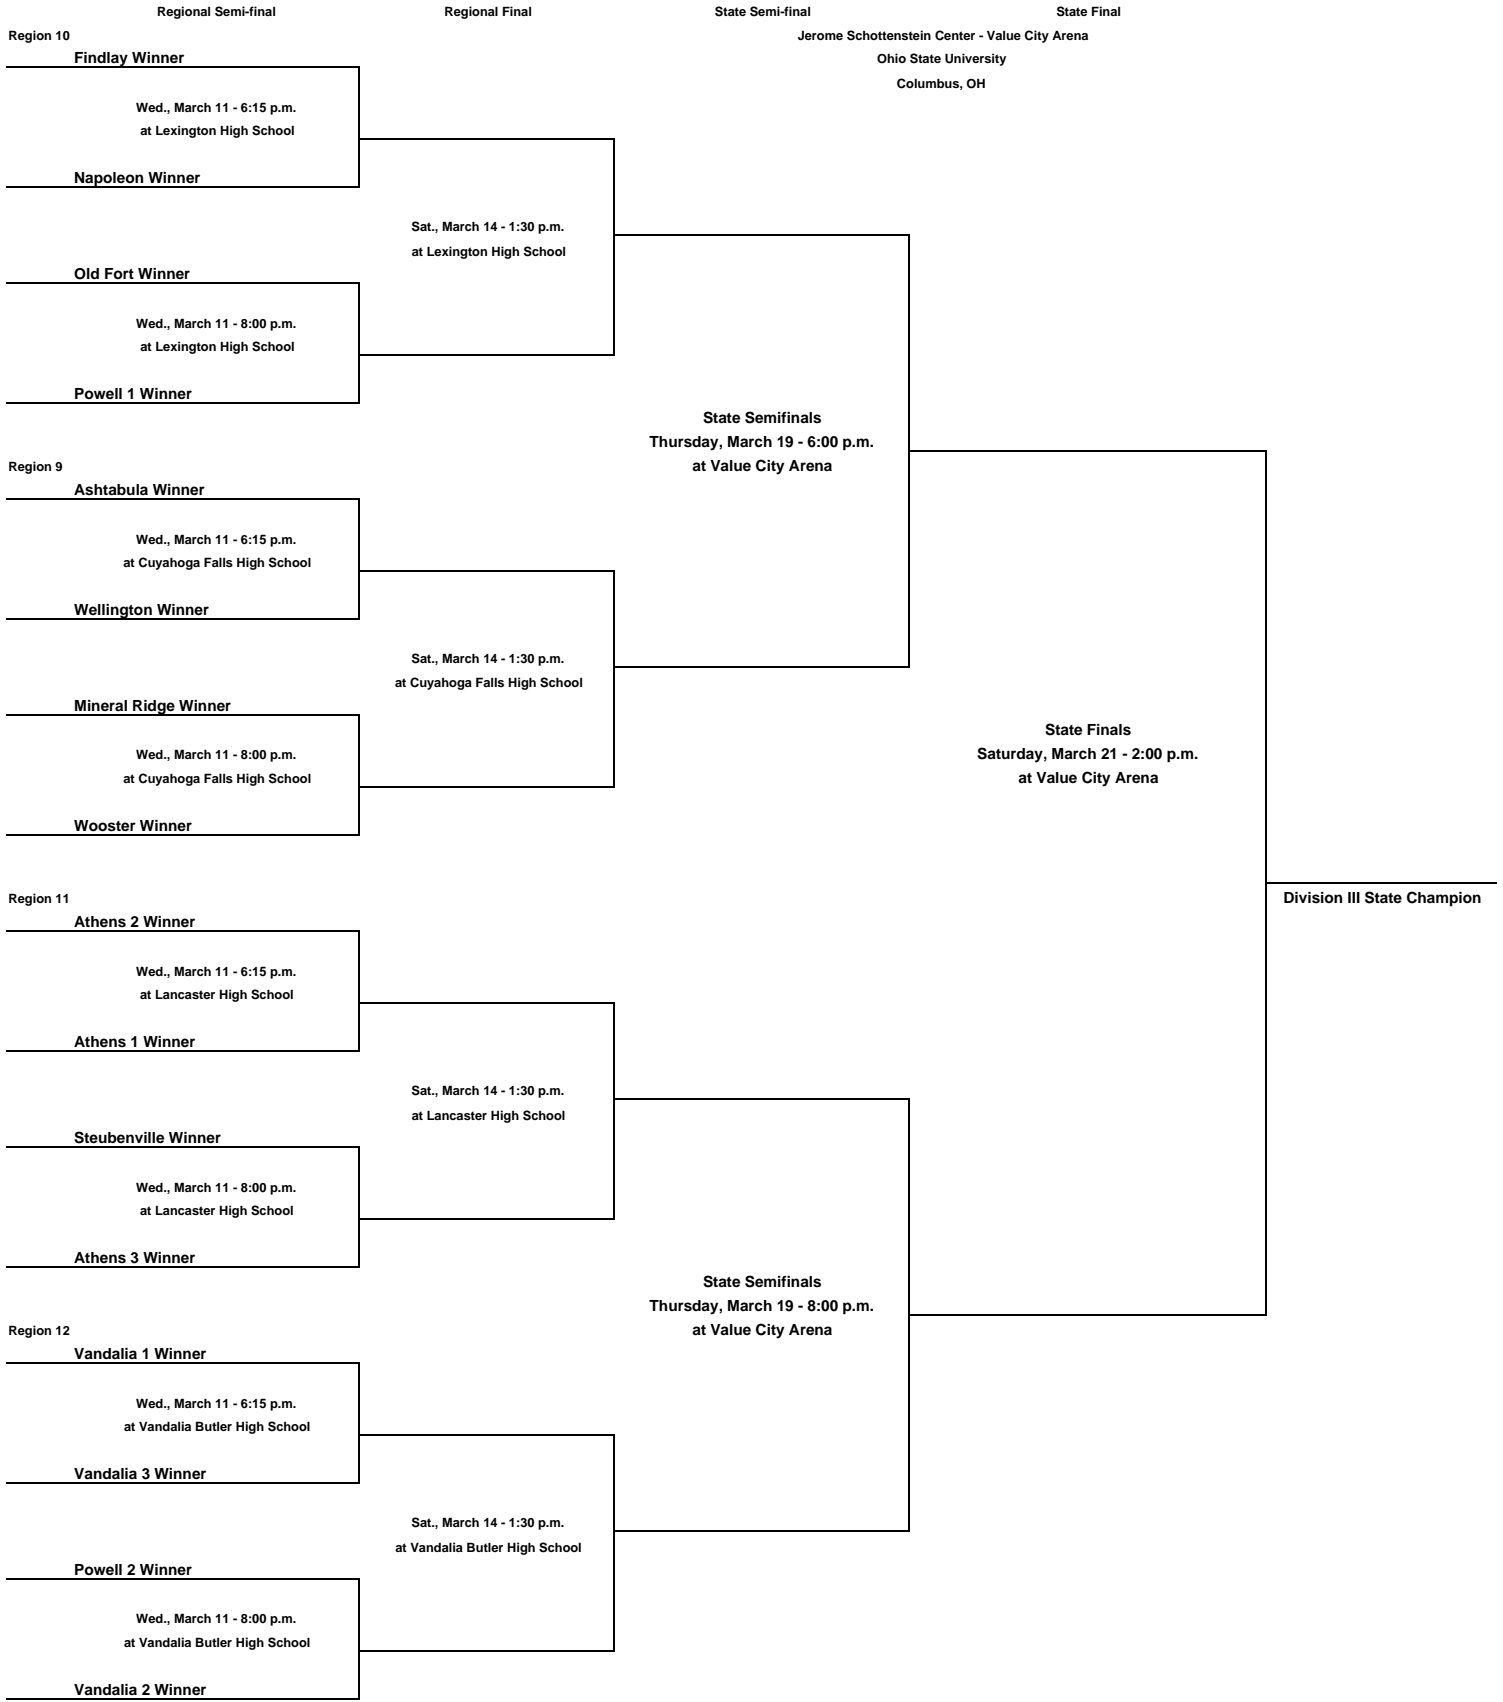 Regional Semi-final
Regional Final
State Semi-final
State Final
Region 10
Jerome Schottenstein Center - Value City Arena
Findlay Winner
Ohio State University
Columbus, OH
Wed., March 11 - 6:15 p.m.
at Lexington High School
Napoleon Winner
Sat., March 14 - 1:30 p.m.
at Lexington High School
Old Fort Winner
Wed., March 11 - 8:00 p.m.
at Lexington High School
Powell 1 Winner
State Semifinals
Thursday, March 19 - 6:00 p.m.
at Value City Arena
Region 9
Ashtabula Winner
Wed., March 11 - 6:15 p.m.
at Cuyahoga Falls High School
Wellington Winner
Sat., March 14 - 1:30 p.m.
at Cuyahoga Falls High School
Mineral Ridge Winner
State Finals
Saturday, March 21 - 2:00 p.m.
at Value City Arena
Wed., March 11 - 8:00 p.m.
at Cuyahoga Falls High School
Wooster Winner
Region 11
Division III State Champion
Athens 2 Winner
Wed., March 11 - 6:15 p.m.
at Lancaster High School
Athens 1 Winner
Sat., March 14 - 1:30 p.m.
at Lancaster High School
Steubenville Winner
Wed., March 11 - 8:00 p.m.
at Lancaster High School
Athens 3 Winner
State Semifinals
Thursday, March 19 - 8:00 p.m.
at Value City Arena
Region 12
Vandalia 1 Winner
Wed., March 11 - 6:15 p.m.
at Vandalia Butler High School
Vandalia 3 Winner
Sat., March 14 - 1:30 p.m.
at Vandalia Butler High School
Powell 2 Winner
Wed., March 11 - 8:00 p.m.
at Vandalia Butler High School
Vandalia 2 Winner